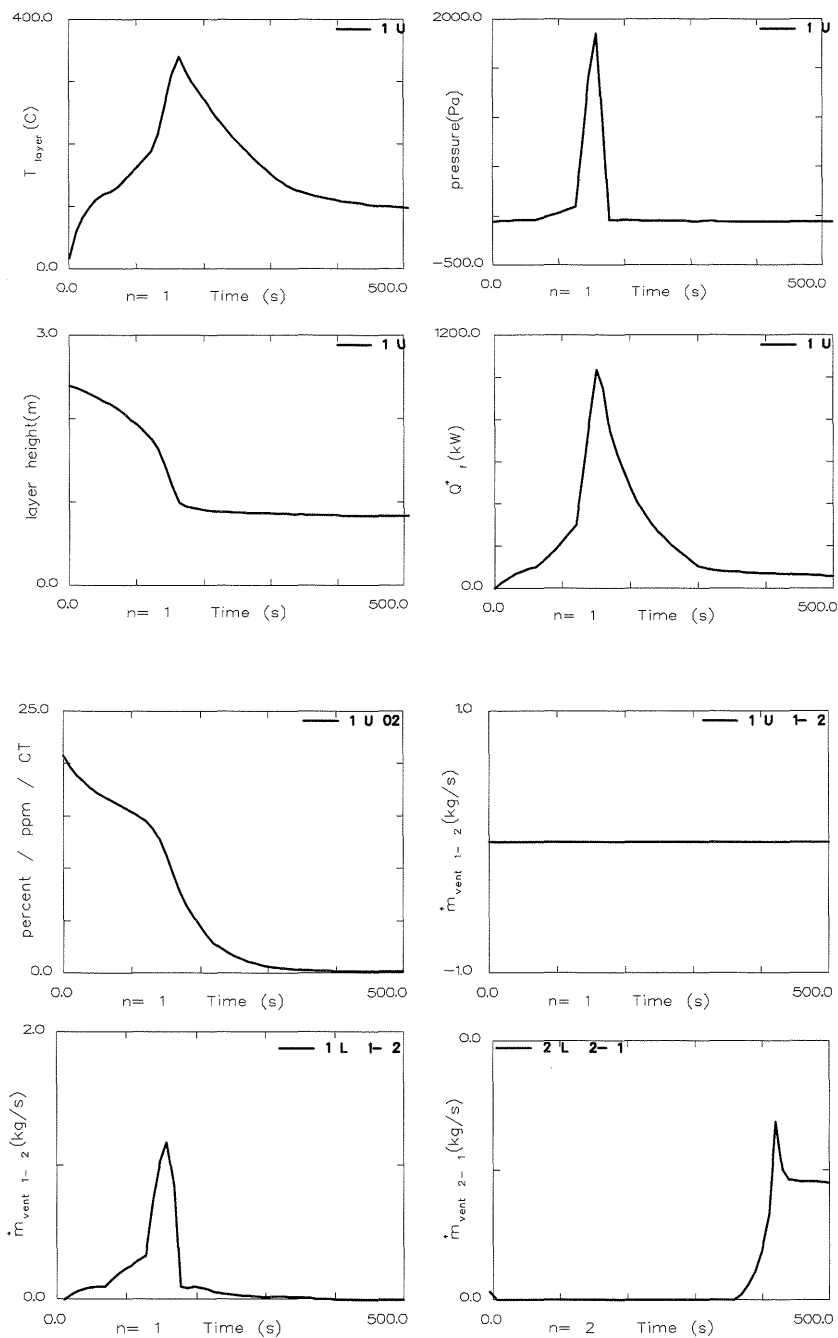 400.0
1 U
T layer (C)
0.0
0.0
500.0
n= 1 Time (s)
2000.0
1 U
pressure(Pa)
-500.0
0.0
500.0
n= 1 Time (s)
3.0
1 U
layer height(m)
0.0
0.0
500.0
n= 1 Time (s)
1200.0
1 U
Q* f (kW)
0.0
0.0
500.0
n= 1 Time (s)
25.0
1 U O2
percent / ppm / CT
0.0
0.0
500.0
n= 1 Time (s)
1.0
1 U 1- 2
m vent 1- 2 (kg/s)
-1.0
0.0
500.0
n= 1 Time (s)
2.0
1 L 1- 2
m vent 1- 2 (kg/s)
0.0
0.0
500.0
n= 1 Time (s)
0.0
2 L 2- 1
m vent 2- 1 (kg/s)
0.0
0.0
500.0
n= 2 Time (s)